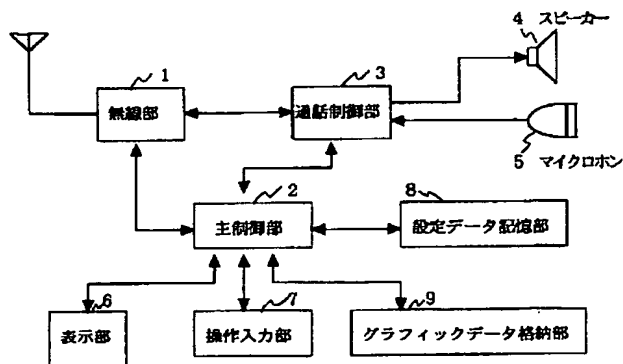 4 スピーカー
1
3
無線部
通話制御部
5 マイクロホン
2
8
主制御部
設定データ記憶部
6
7
9
表示部
操作入力部
グラフィックデータ格納部